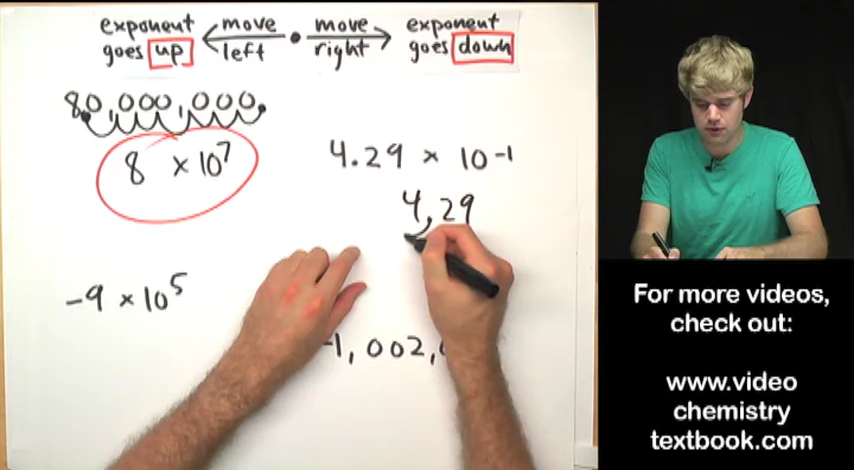 exponent goes up
move left
move right
exponent goes down
80,000,000
8 × 10⁷
4.29 × 10⁻¹
4,29
-9 × 10⁵
-1,002,
For more videos,
check out:
www.video
chemistry
textbook.com